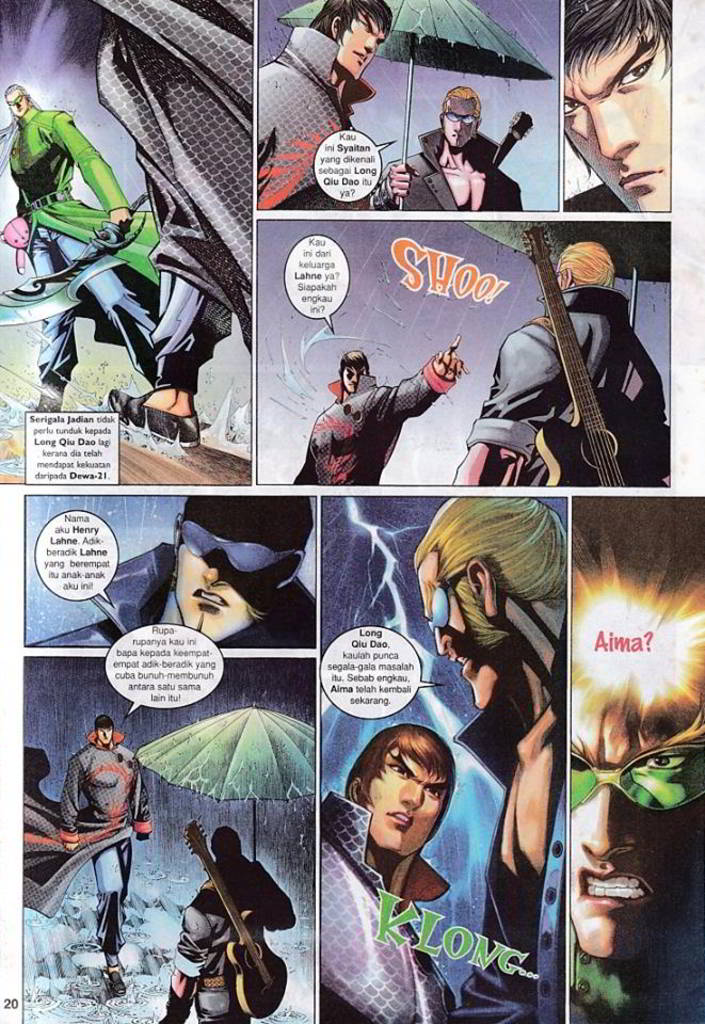 Kau
ini Syaitan
yang dikenali
sebagai Long
Qiu Dao itu
ya?
Serigala Jadian tidak
perlu tunduk kepada
Long Qiu Dao lagi
kerana dia telah
mendapat kekuatan
daripada Dewa-21.
Kau
ini dari
keluarga
Lahne ya?
Siapakah
engkau
ini?
SHOO!
Nama
aku Henry
Lahne. Adik-
beradik Lahne
yang berempat
itu anak-anak
aku ini!
Rupa-
rupanya kau ini
bapa kepada keempat-
empat adik-beradik yang
cuba bunuh-membunuh
antara satu sama
lain itu!
Long
Qiu Dao,
kaulah punca
segala-gala masalah
itu. Sebab engkau,
Aima telah kembali
sekarang.
KLONG...
Aima?
20